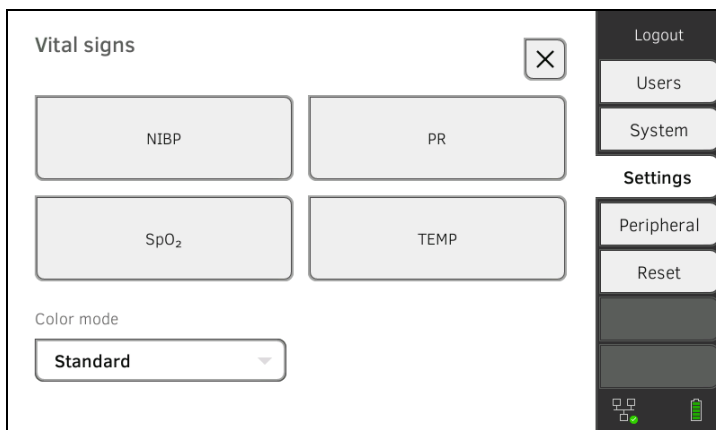 Vital signs
NIBP
PR
SpO₂
TEMP
Color mode
Standard
Logout
Users
System
Settings
Peripheral
Reset